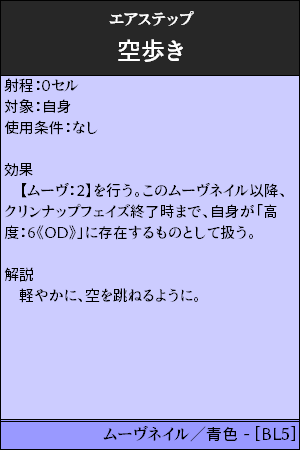 エアステップ
空歩き
射程：0セル
対象：自身
使用条件：なし
効果
　【ムーヴ：2】を行う。このムーヴネイル以降、
クリンナップフェイズ終了時まで、自身が「高
度：6《OD》」に存在するものとして扱う。
解説
　軽やかに、空を跳ねるように。
ムーヴネイル／青色 - [BL5]